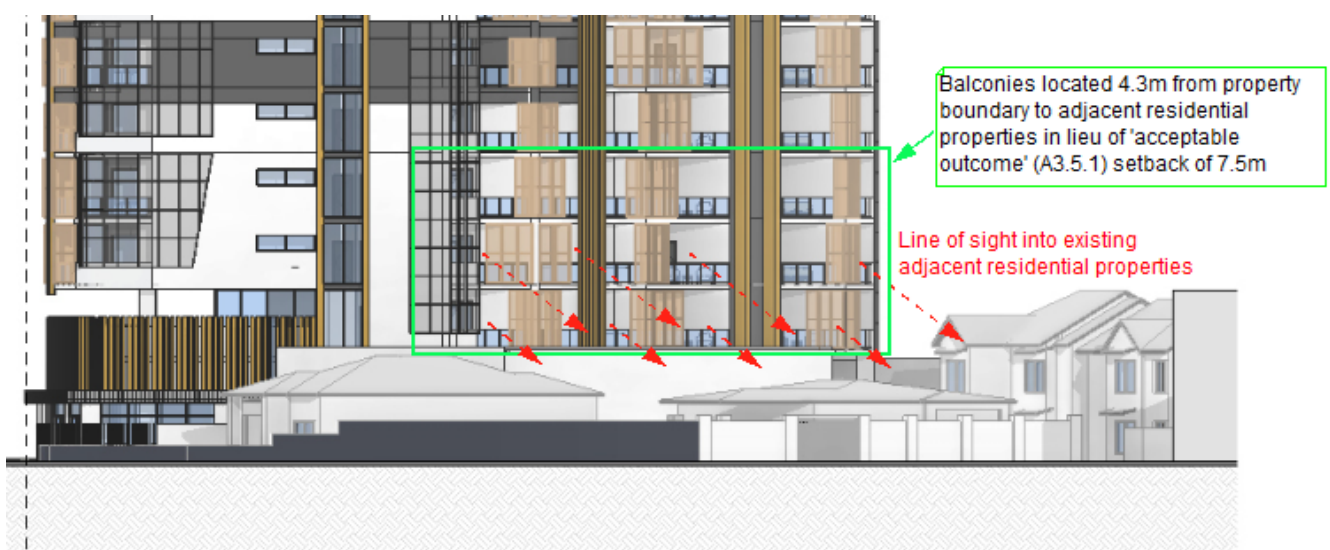 Balconies located 4.3m from property
boundary to adjacent residential
properties in lieu of 'acceptable
outcome' (A3.5.1) setback of 7.5m
Line of sight into existing
adjacent residential properties